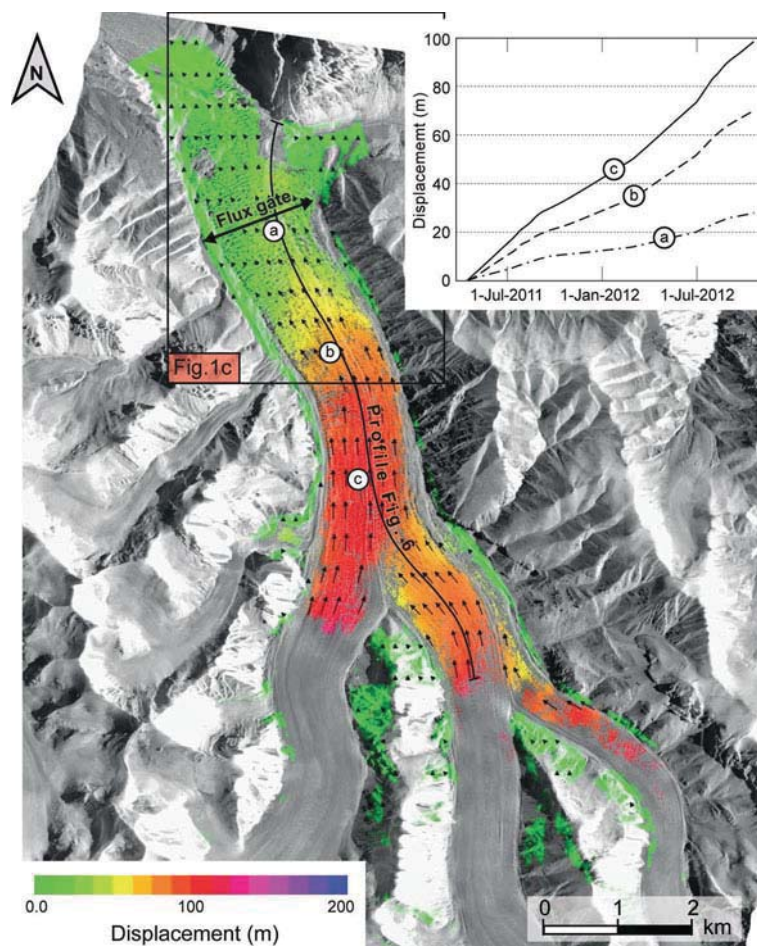 N
Flux gate
a
Fig.1c
b
Profile Fig. 6
c
Displacement (m)
100
80
60
40
20
0
c
b
a
1-Jul-2011
1-Jan-2012
1-Jul-2012
0.0
100
200
Displacement (m)
0
1
2
km